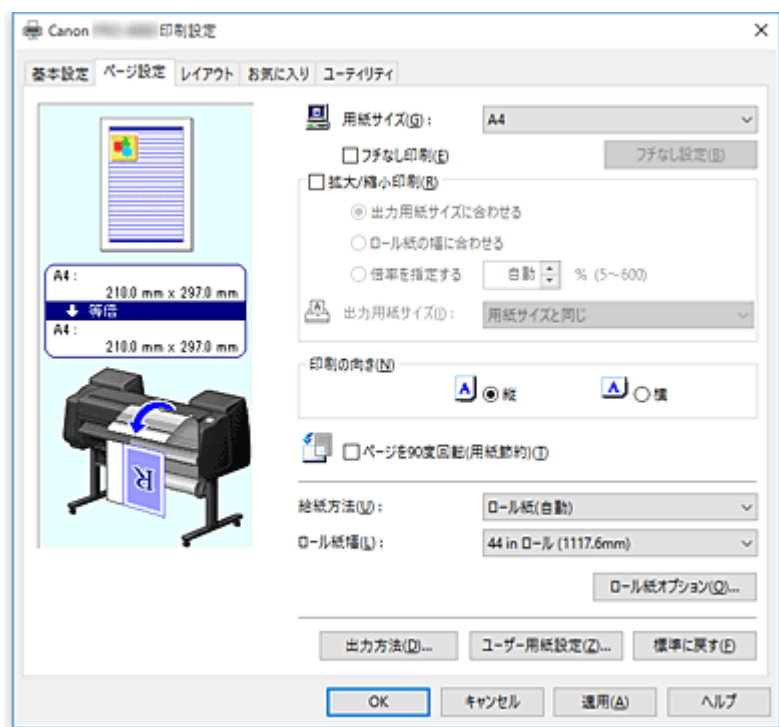 Canon 印刷設定
基本設定 ページ設定 レイアウト お気に入り ユーティリティ
用紙サイズ(G): A4
フチなし印刷(E) フチなし設定(B)
拡大/縮小印刷(R)
出力用紙サイズに合わせる
ロール紙の幅に合わせる
倍率を指定する 自動 % (5～600)
出力用紙サイズ(I): 用紙サイズと同じ
A4:
210.0 mm x 297.0 mm
等倍
A4:
210.0 mm x 297.0 mm
R
印刷の向き(N)
A 縦 A 横
ページを90度回転(用紙節約)(T)
給紙方法(U): ロール紙(自動)
ロール紙幅(L): 44 in ロール (1117.6mm)
ロール紙オプション(O)...
出力方法(D)... ユーザー用紙設定(Z)... 標準に戻す(F)
OK キャンセル 適用(A) ヘルプ